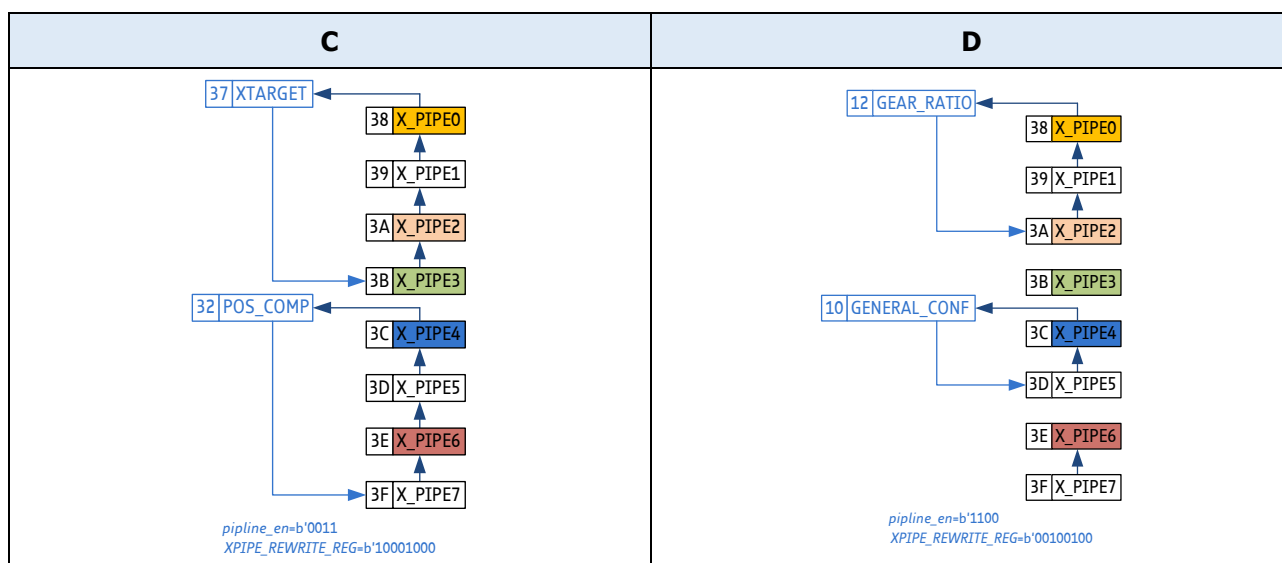 C
D
37 XTARGET
38 X_PIPE0
39 X_PIPE1
3A X_PIPE2
3B X_PIPE3
32 POS_COMP
3C X_PIPE4
3D X_PIPE5
3E X_PIPE6
3F X_PIPE7
pipline_en=b'0011
XPIPE_REWRITE_REG=b'10001000
12 GEAR_RATIO
38 X_PIPE0
39 X_PIPE1
3A X_PIPE2
3B X_PIPE3
10 GENERAL_CONF
3C X_PIPE4
3D X_PIPE5
3E X_PIPE6
3F X_PIPE7
pipline_en=b'1100
XPIPE_REWRITE_REG=b'00100100